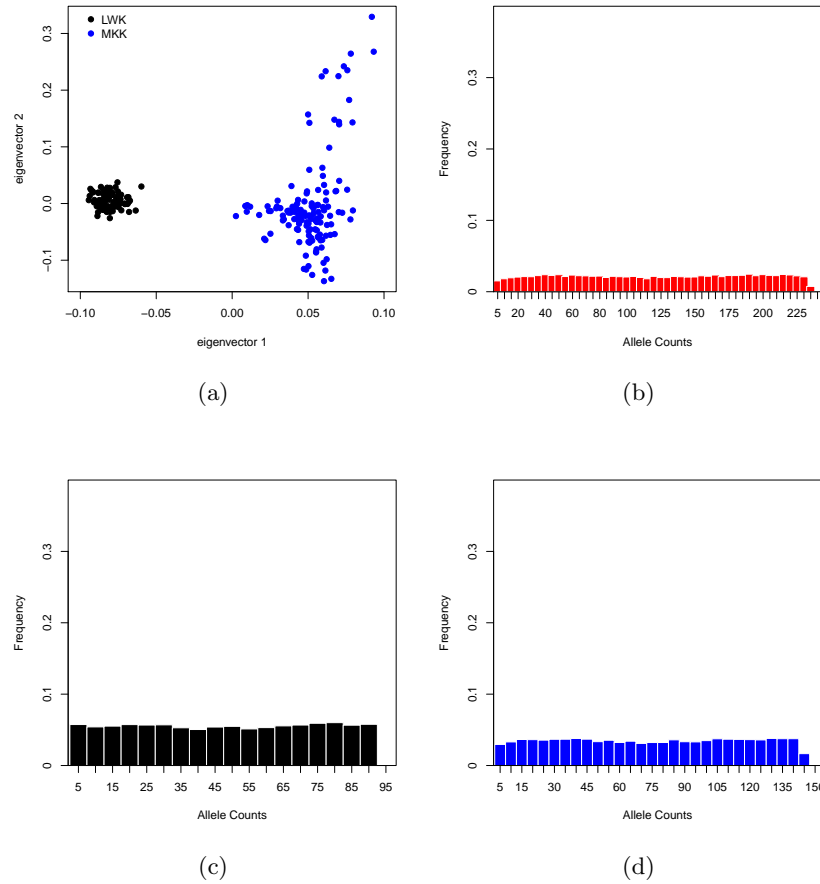 LWK
MKK
0.3
0.2
0.1
0.0
−0.1
eigenvector 2
−0.10 −0.05 0.00 0.05 0.10
eigenvector 1
(a)
0.3
0.2
0.1
0
Frequency
5 20 40 60 80 100 125 150 175 200 225
Allele Counts
(b)
0.3
0.2
0.1
0
Frequency
5 15 25 35 45 55 65 75 85 95
Allele Counts
(c)
0.3
0.2
0.1
0
Frequency
5 15 30 45 60 75 90 105 120 135 150
Allele Counts
(d)